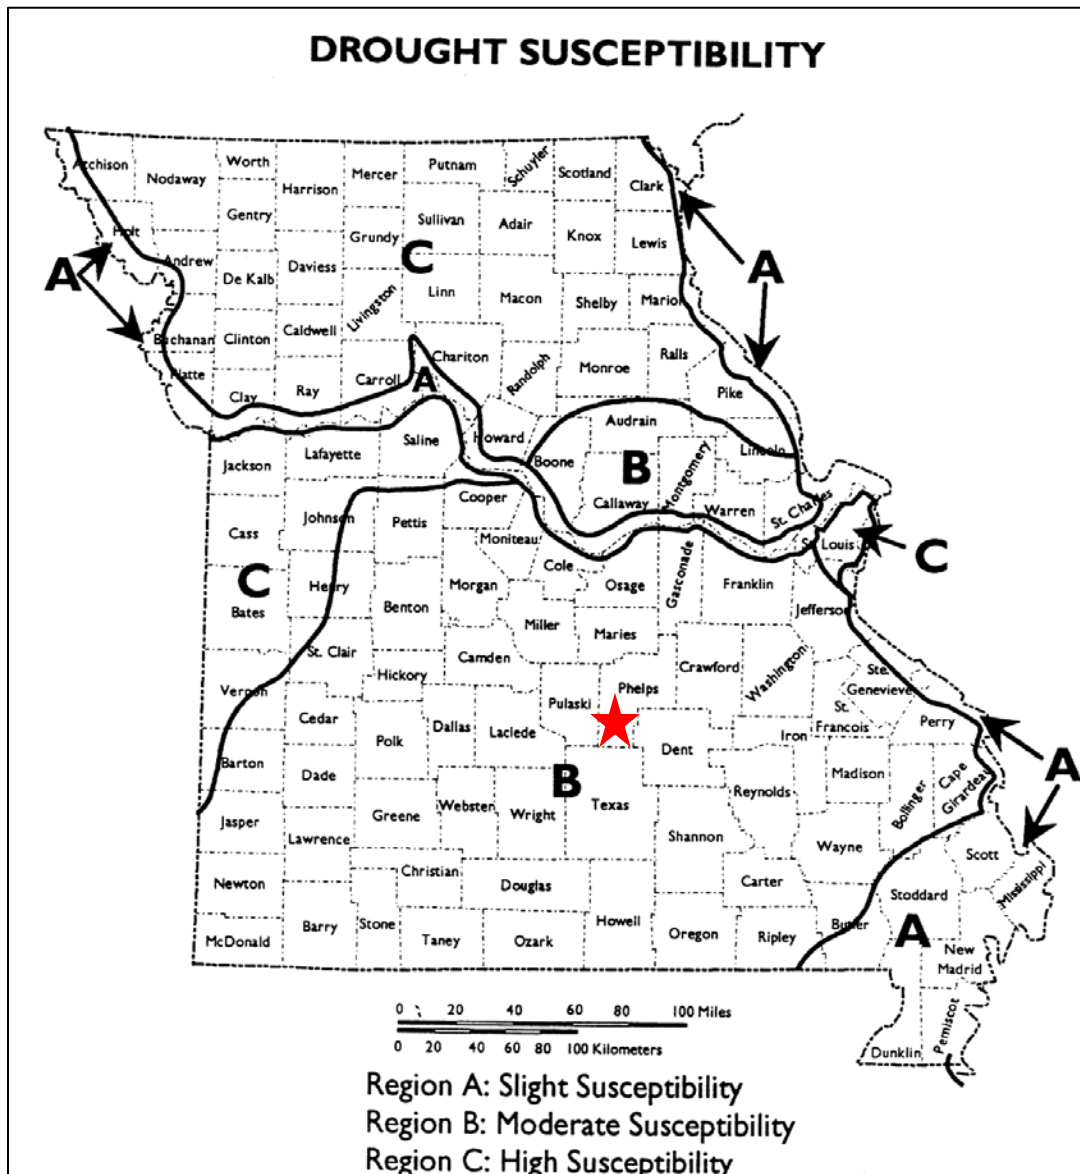 DROUGHT SUSCEPTIBILITY
Atchison
Nodaway
Worth
Harrison
Mercer
Putnam
Schuyler
Scotland
Clark
Holt
Gentry
Grundy
Sullivan
Adair
Knox
Lewis
Andrew
De Kalb
Daviess
C
A
A
Livingston
Linn
Macon
Shelby
Marion
Buchanan
Clinton
Caldwell
Chariton
Randolph
Monroe
Ralls
Platte
Clay
Ray
Carroll
A
Pike
Audrain
Saline
Howard
Boone
B
Montgomery
Lincoln
Jackson
Lafayette
Cooper
Callaway
Warren
St. Charles
Cass
Johnson
Pettis
Moniteau
Cole
Osage
Gasconade
Franklin
St. Louis
C
C
Bates
Henry
Benton
Morgan
Miller
Maries
Jefferson
St. Clair
Hickory
Camden
Pulaski
Phelps
Crawford
Washington
Ste.
Genevieve
Vernon
Cedar
Polk
Dallas
Laclede
Dent
Iron
St.
Francois
Perry
A
Barton
Dade
B
Webster
Wright
Texas
Reynolds
Madison
Bollinger
Cape
Girardeau
Jasper
Lawrence
Greene
Shannon
Wayne
Scott
Mississippi
Newton
Christian
Douglas
Carter
Stoddard
McDonald
Barry
Stone
Taney
Ozark
Howell
Oregon
Ripley
Butler
A
New
Madrid
Pemiscot
Dunklin
0 20 40 60 80 100 Miles
0 20 40 60 80 100 Kilometers
Region A: Slight Susceptibility
Region B: Moderate Susceptibility
Region C: High Susceptibility